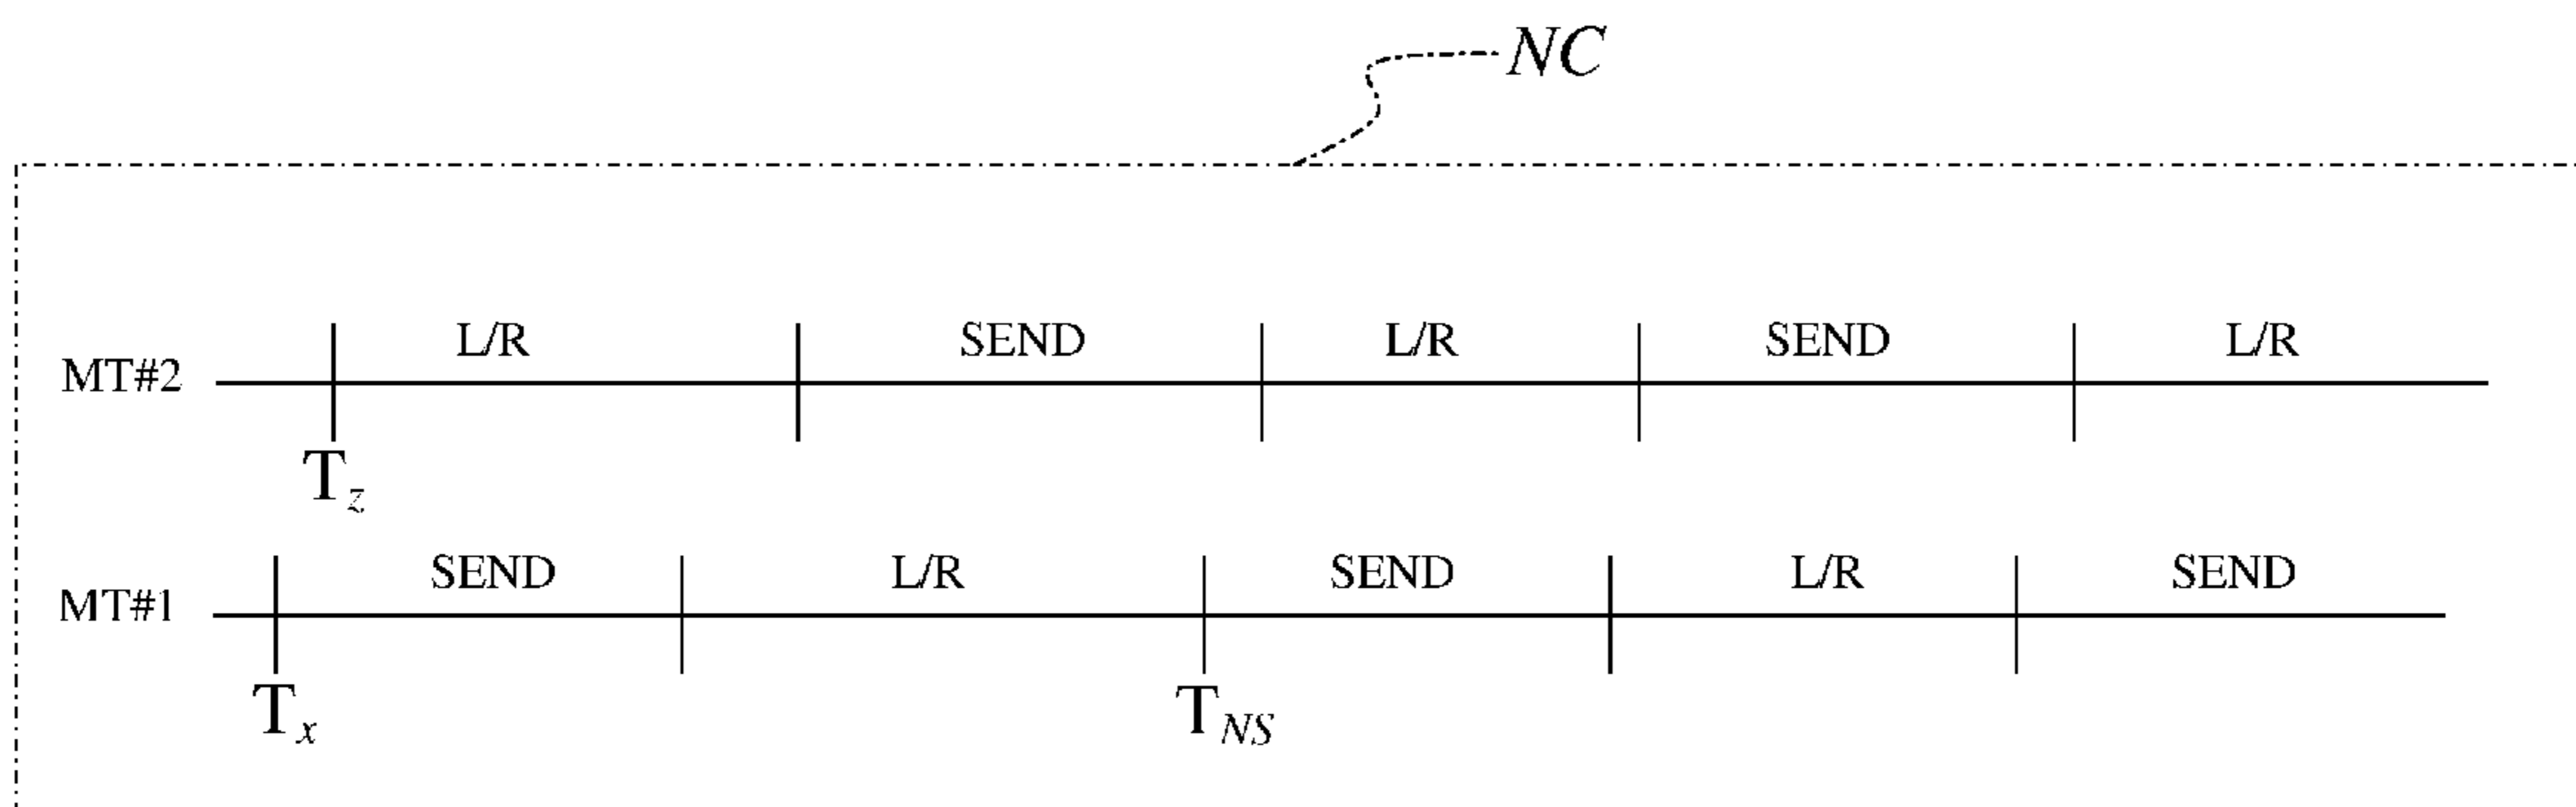 NC
L/R SEND L/R SEND L/R
MT#2
Tz
SEND L/R SEND L/R SEND
MT#1
Tx TNS